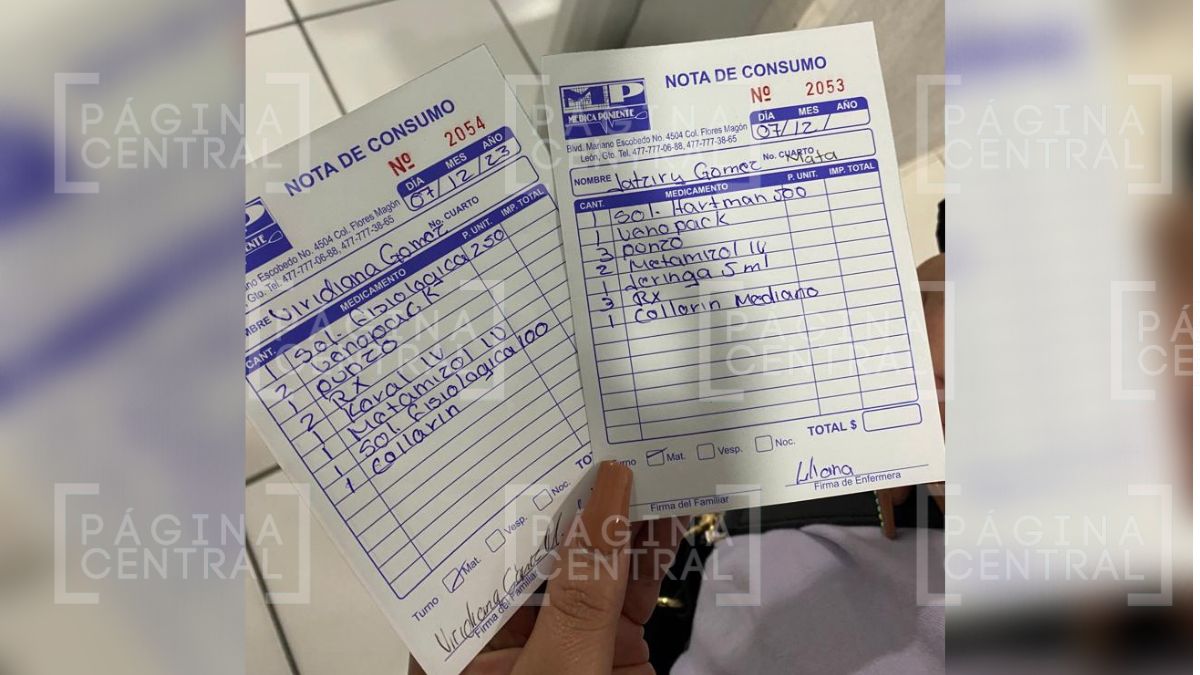 NOTA DE CONSUMO
Nº 2054
DÍA MES AÑO
07/12/23
Blvd. Mariano Escobedo No. 4504 Col. Flores Magón
Gto. Tel. 477-777-06-88, 477-777-38-65
No. CUARTO
Viridiana Gomez
CANT. MEDICAMENTO P. UNIT. IMP. TOTAL
1 Sol. Fisiologica 250
Venopack
2 Punzo
1 RX
2 Koral IV
1 Metamizol IV
1 Sol. Fisiologica 100
1 Collarin
Turno Mat. Vesp. Noc.
Viridiana
Firma del Familiar
MP
MEDICA PONIENTE
NOTA DE CONSUMO
Nº 2053
DÍA MES AÑO
07/12/
Blvd. Mariano Escobedo No. 4504 Col. Flores Magón
León, Gto. Tel. 477-777-06-88, 477-777-38-65
No. CUARTO
NOMBRE Jatziry Gomez Mata
CANT. MEDICAMENTO P. UNIT. IMP. TOTAL
1 Sol. Hartman 500
1 Venopack
3 Punzo
2 Metamizol IV
1 Jeringa 5 ml
3 RX
1 Collarin Mediano
TOTAL $
Turno Mat. Vesp. Noc.
Liliana
Firma del Familiar Firma de Enfermera
PÁGINA CENTRAL